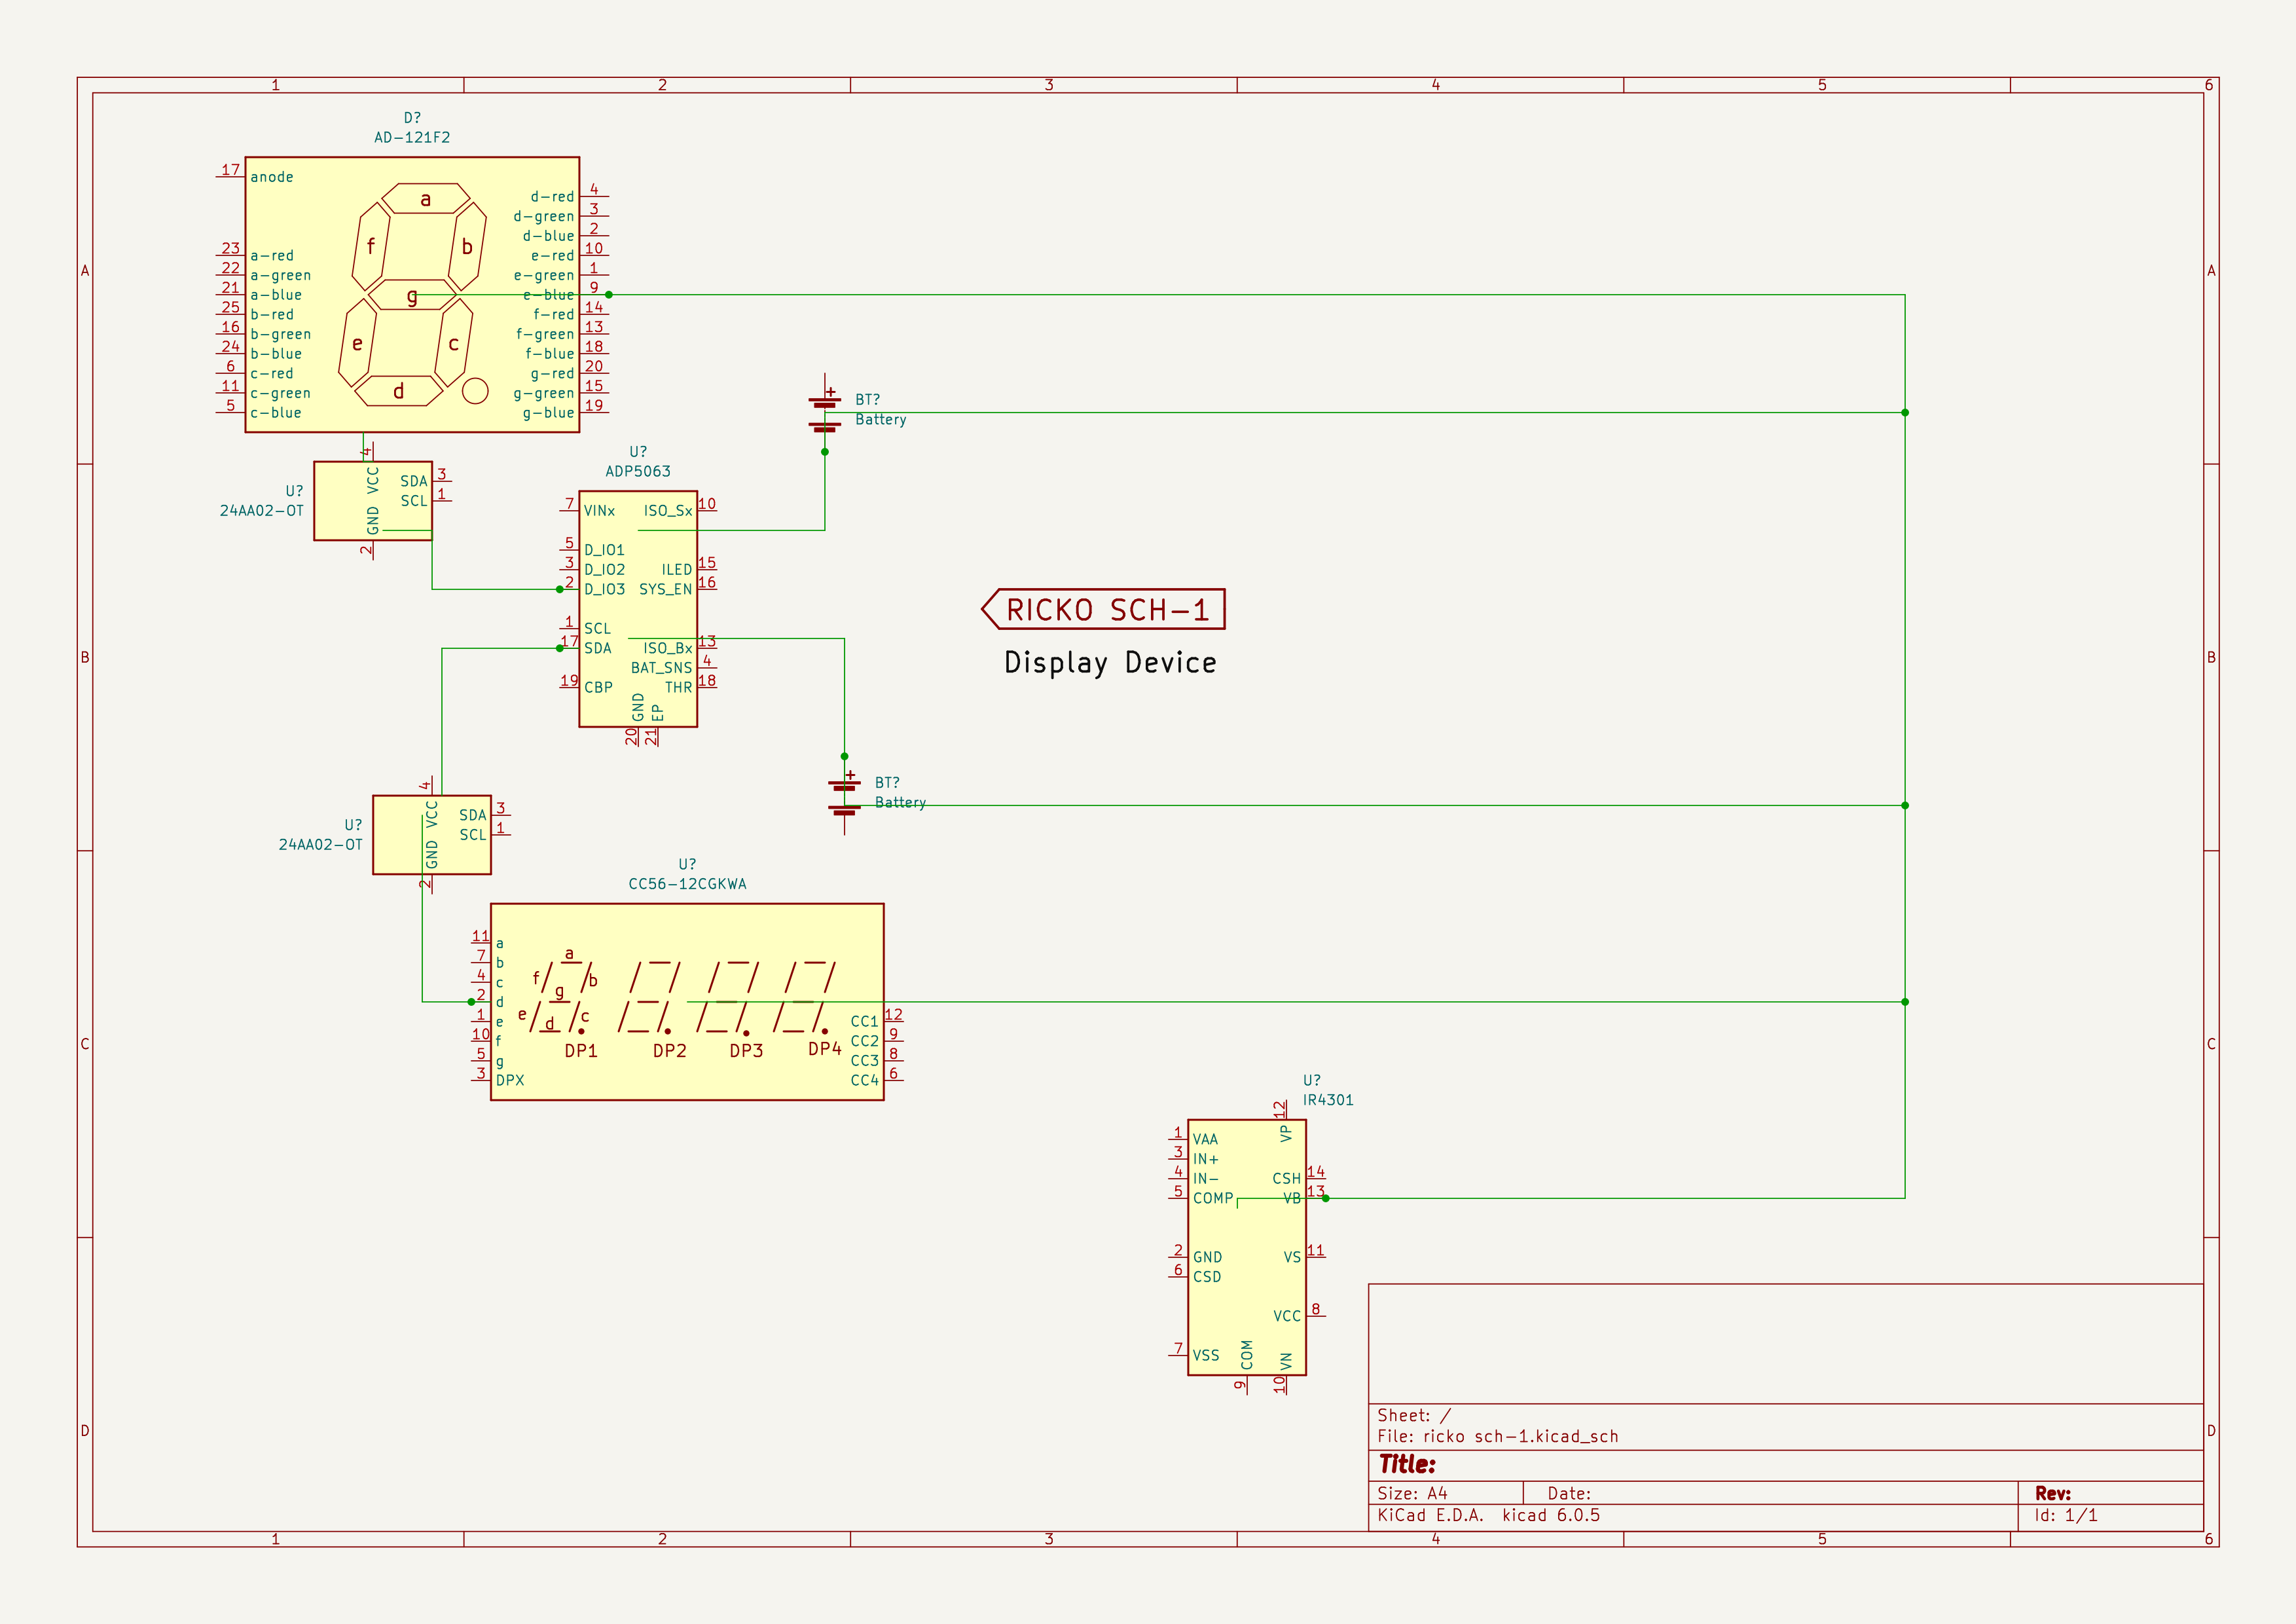 1 2 3 4 5 6
A A
B B
C C
D D
D?
AD-121F2
17 anode
23 a-red
22 a-green
21 a-blue
25 b-red
16 b-green
24 b-blue
6 c-red
11 c-green
5 c-blue
a
f b
g
e c
d
d-red 4
d-green 3
d-blue 2
e-red 10
e-green 1
e-blue 9
f-red 14
f-green 13
f-blue 18
g-red 20
g-green 15
g-blue 19
BT?
Battery
U?
24AA02-OT
4 VCC
GND 2
SDA 3
SCL 1
U?
ADP5063
7 VINx
5 D_IO1
3 D_IO2
2 D_IO3
1 SCL
17 SDA
19 CBP
ISO_Sx 10
ILED 15
SYS_EN 16
ISO_Bx 13
BAT_SNS 4
THR 18
GND 20
EP 21
RICKO SCH-1
Display Device
BT?
Battery
U?
24AA02-OT
4 VCC
GND 2
SDA 3
SCL 1
U?
CC56-12CGKWA
11 a
7 b
4 c
2 d
1 e
10 f
5 g
3 DPX
a
f b
g
e c
d
DP1 DP2 DP3 DP4
CC1 12
CC2 9
CC3 8
CC4 6
U?
IR4301
1 VAA
3 IN+
4 IN-
5 COMP
2 GND
6 CSD
7 VSS
12 VP
CSH 14
VB 13
VS 11
VCC 8
COM 9
VN 10
Sheet: /
File: ricko sch-1.kicad_sch
Title:
Size: A4 Date: Rev:
KiCad E.D.A. kicad 6.0.5 Id: 1/1
1 2 3 4 5 6